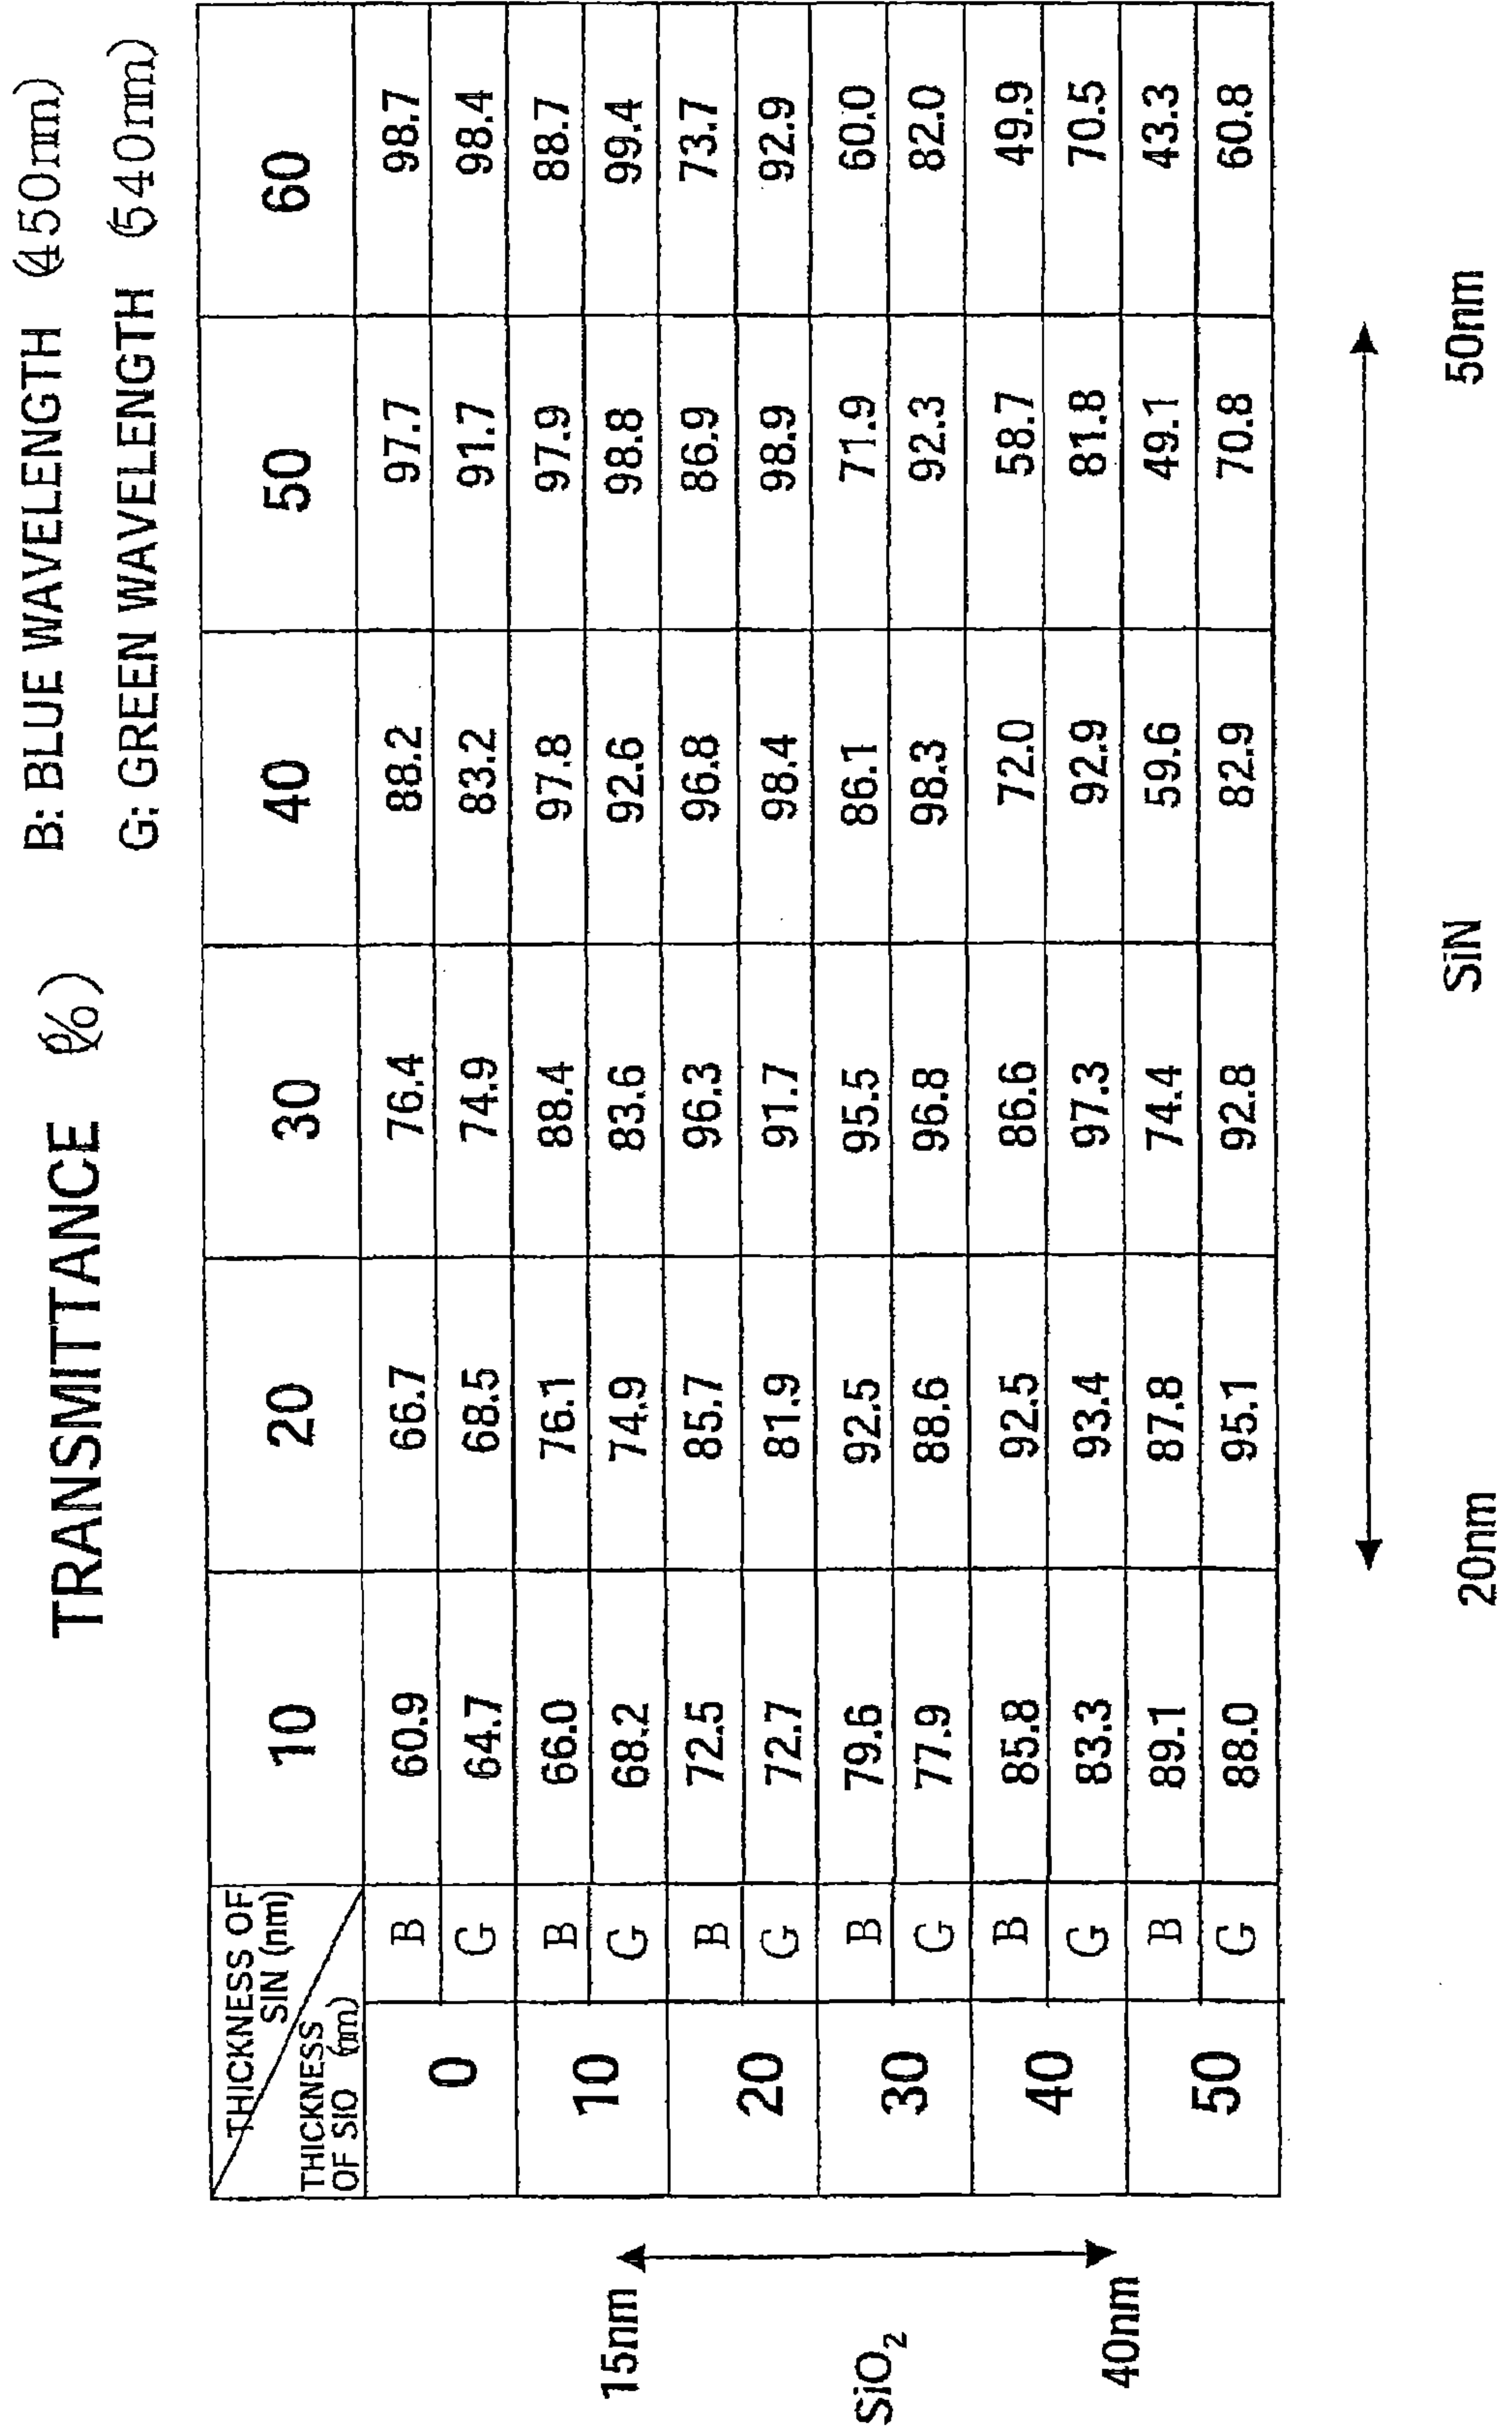 TRANSMITTANCE (%)
B: BLUE WAVELENGTH (450nm)
G: GREEN WAVELENGTH (540nm)
THICKNESS OF SIN (nm)
THICKNESS OF SIO (nm)
10 20 30 40 50 60
0 B 60.9 66.7 76.4 88.2 97.7 98.7
G 64.7 68.5 74.9 83.2 91.7 98.4
10 B 66.0 76.1 88.4 97.8 97.9 88.7
G 68.2 74.9 83.6 92.6 98.8 99.4
20 B 72.5 85.7 96.3 96.8 86.9 73.7
G 72.7 81.9 91.7 98.4 98.9 92.9
30 B 79.6 92.5 95.5 86.1 71.9 60.0
G 77.9 88.6 96.8 98.3 92.3 82.0
40 B 85.8 92.5 86.6 72.0 58.7 49.9
G 83.3 93.4 97.3 92.9 81.8 70.5
50 B 89.1 87.8 74.4 59.6 49.1 43.3
G 88.0 95.1 92.8 82.9 70.8 60.8
15nm
SiO₂
40nm
20nm SiN 50nm